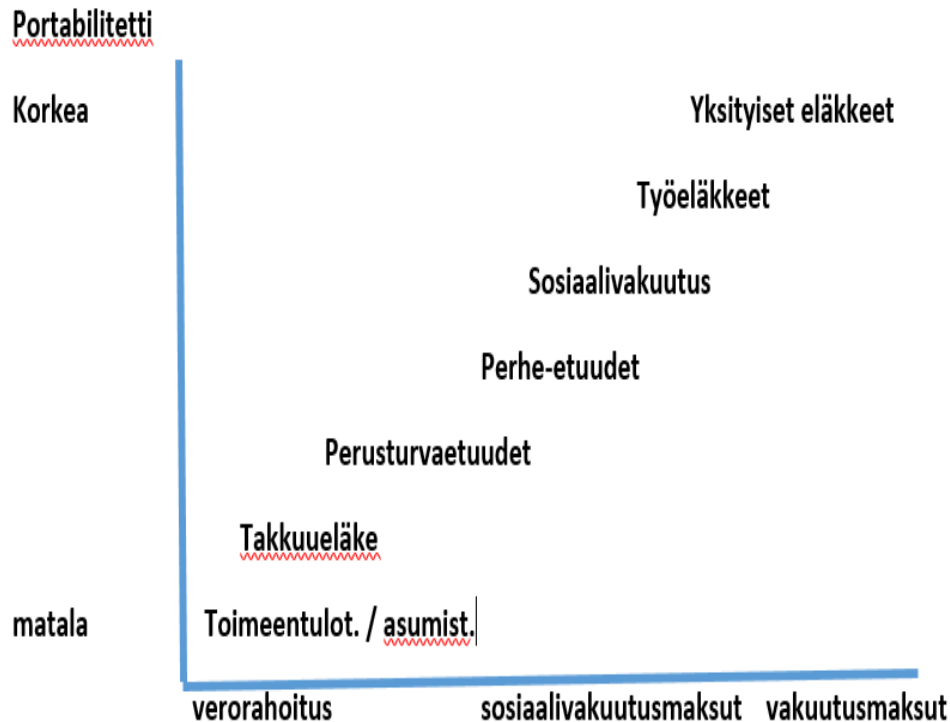 Portabilitetti
Korkea Yksityiset eläkkeet
Työeläkkeet
Sosiaalivakuutus
Perhe-etuudet
Perusturvaetuudet
Takkuueläke
matala Toimeentulot. / asumist.
verorahoitus sosiaalivakuutusmaksut vakuutusmaksut